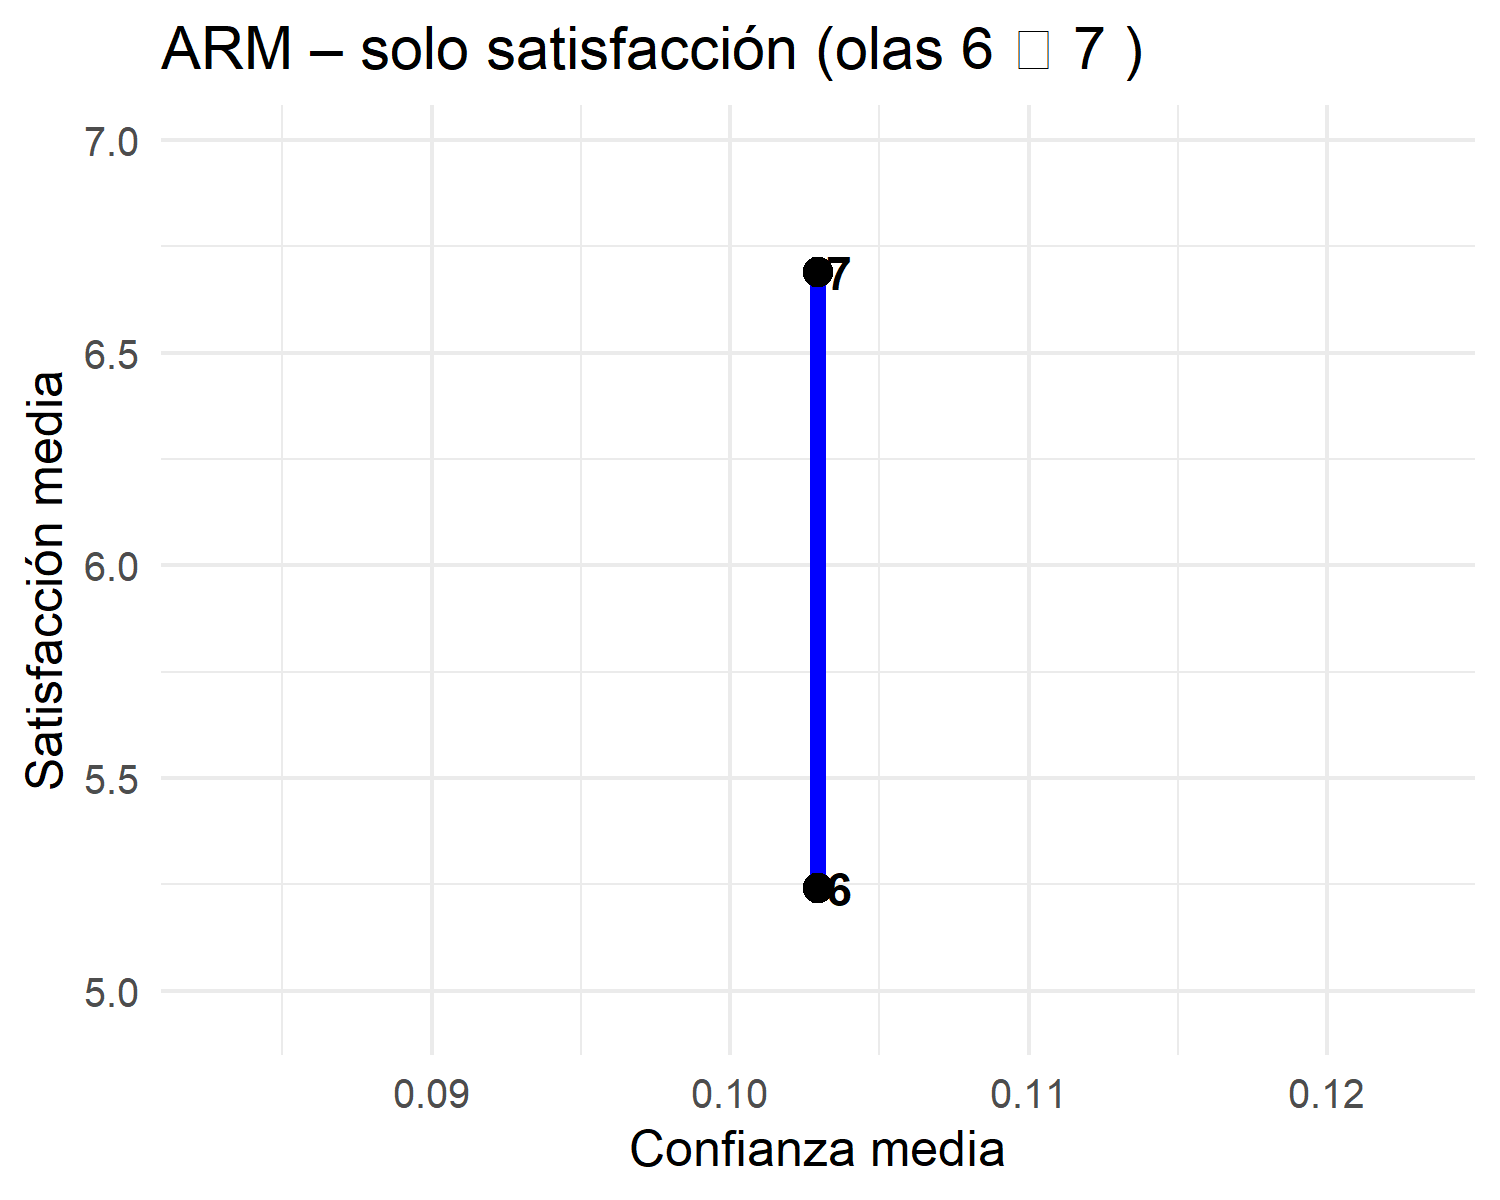 ARM – solo satisfacción (olas 6 □ 7 )
7.0
7
6.5
6.0
5.5
6
5.0
Satisfacción media
0.09 0.10 0.11 0.12
Confianza media